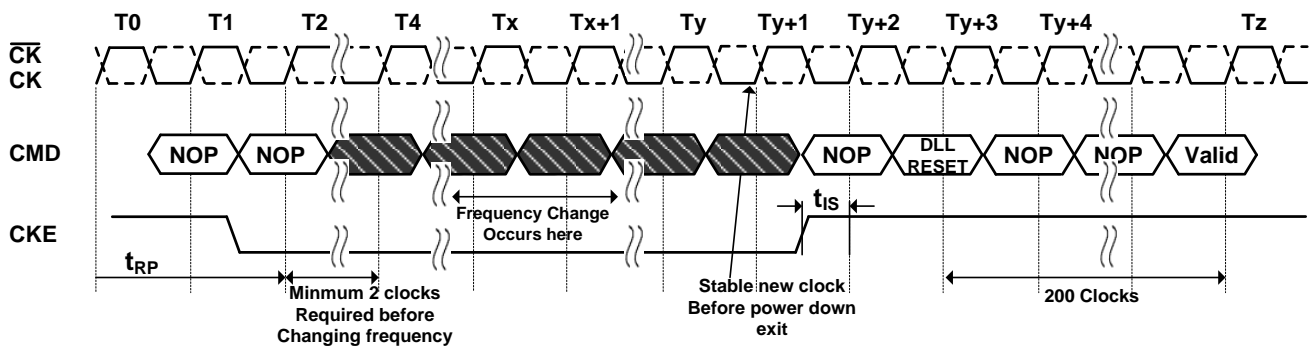 T0 T1 T2 T4 Tx Tx+1 Ty Ty+1 Ty+2 Ty+3 Ty+4 Tz
CK
CK
CMD NOP NOP NOP DLL RESET NOP NOP Valid
tIS
Frequency Change
Occurs here
CKE
tRP
Minmum 2 clocks
Required before
Changing frequency
Stable new clock
Before power down
exit
200 Clocks